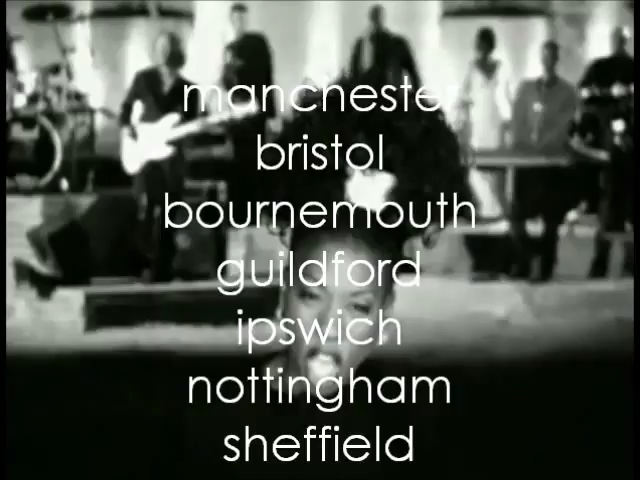 manchester
bristol
bournemouth
guildford
ipswich
nottingham
sheffield